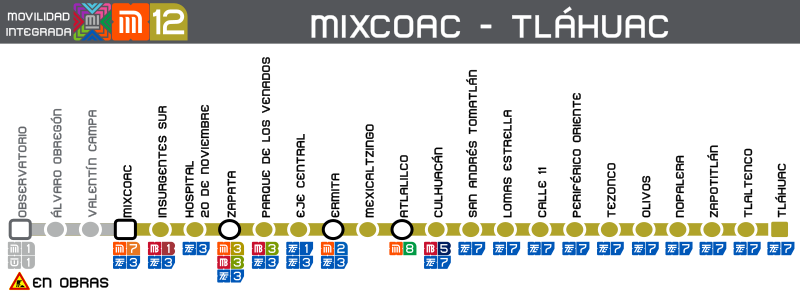 MOVILIDAD
INTEGRADA
12
MIXCOAC - TLÁHUAC
OBSERVATORIO
ÁLVARO OBREGÓN
VALENTÍN CAMPA
MIXCOAC
INSURGENTES SUR
HOSPITAL
20 DE NOVIEMBRE
ZAPATA
PARQUE DE LOS VENADOS
EJE CENTRAL
ERMITA
MEXICALTZINGO
ATLALILCO
CULHUACÁN
SAN ANDRÉS TOMATLÁN
LOMAS ESTRELLA
CALLE 11
PERIFÉRICO ORIENTE
TEZONCO
OLIVOS
NOPALERA
ZAPOTITLÁN
TLALTENCO
TLÁHUAC
1 7 1 3 3 3 1 2 8 5 7 7 7 7 7 7 7 7 7 7
1 3 3 3 3 3 3 7
3
EN OBRAS